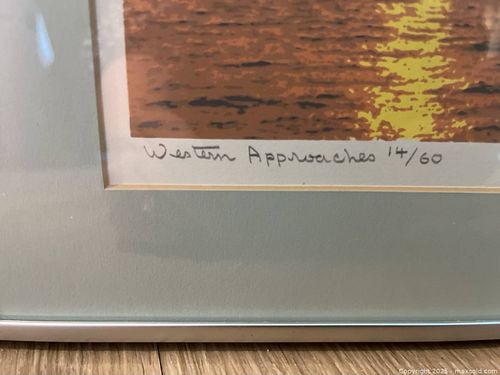 Western Approaches 14/60
Copyright 2025 - maxsold.com